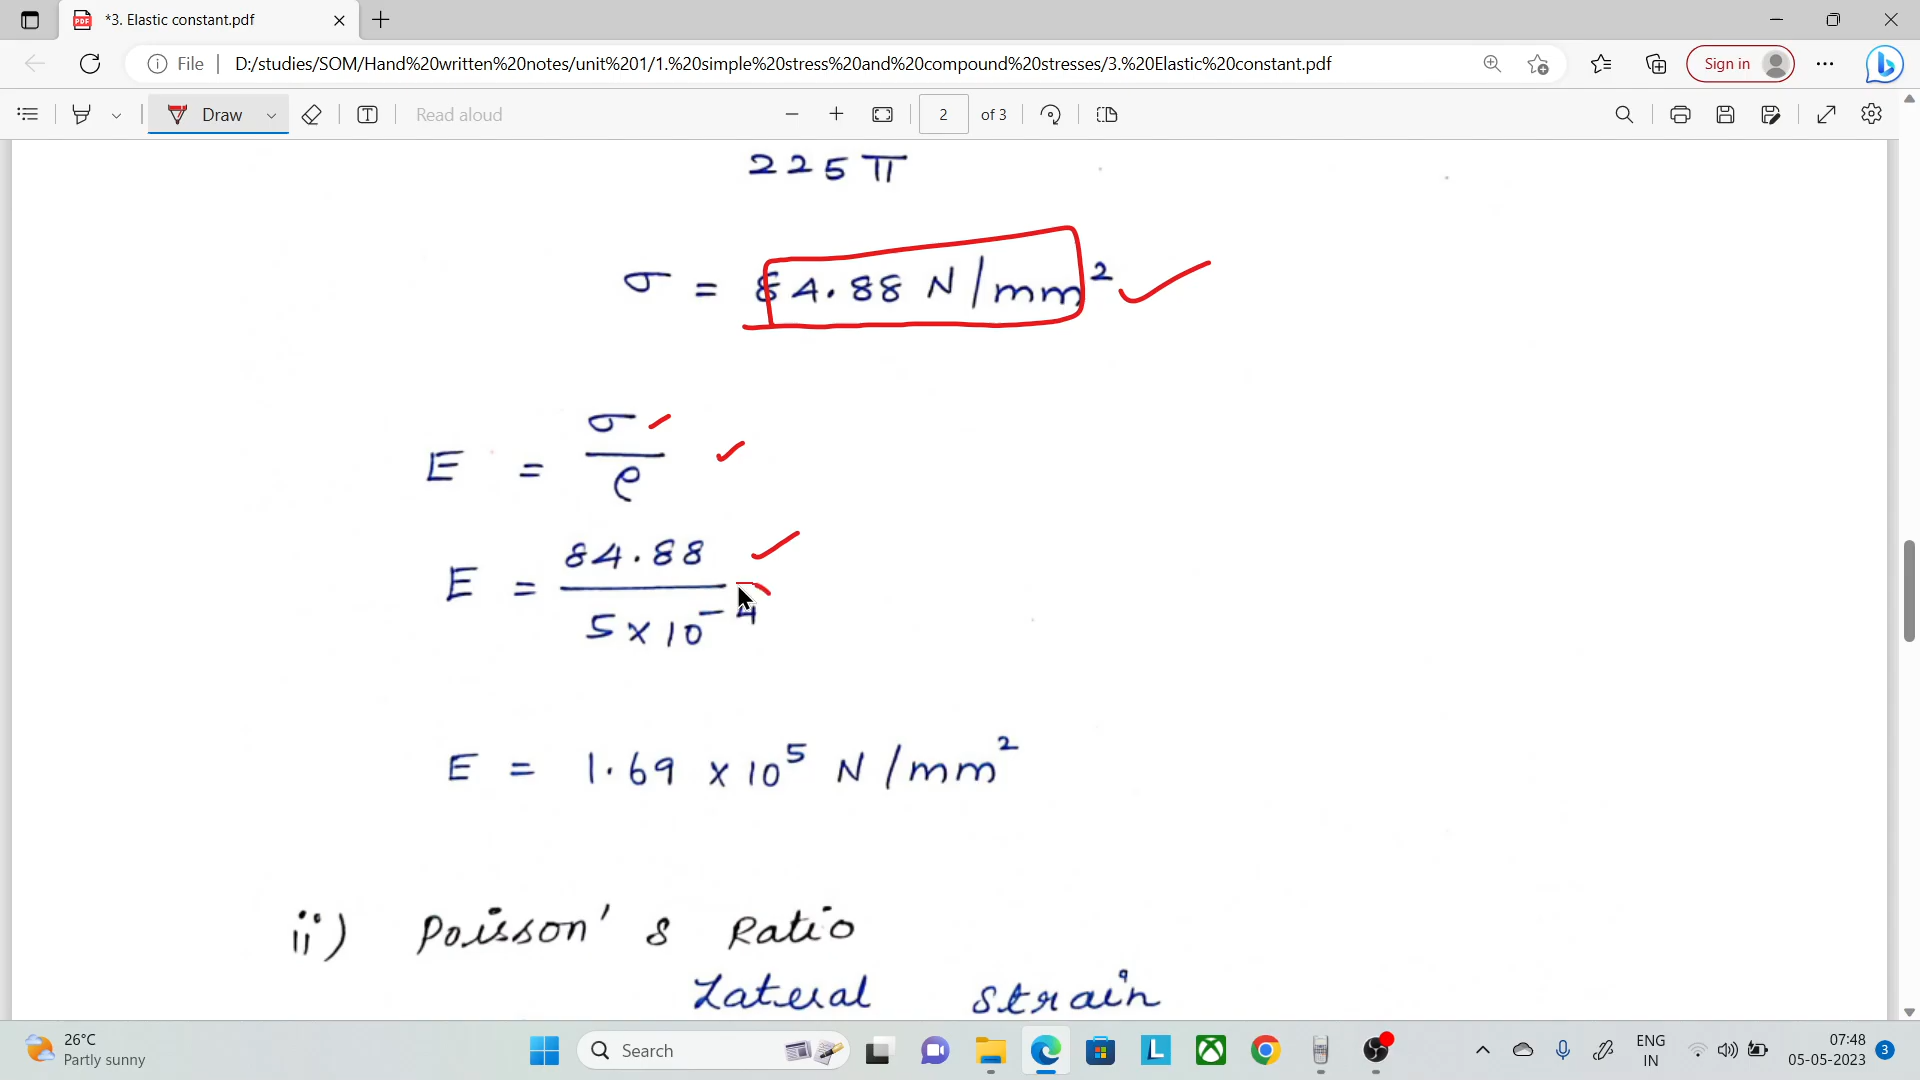 *3. Elastic constant.pdf
File | D:/studies/SOM/Hand%20written%20notes/unit%201/1.%20simple%20stress%20and%20compound%20stresses/3.%20Elastic%20constant.pdf
Sign in
Draw
Read aloud
2 of 3
225 π
σ = 84.88 N/mm²
E = σ/e
E = 84.88/5×10⁻⁴
E = 1.69 ×10⁵ N/mm²
ii) Poisson's Ratio
Lateral strain
26°C
Partly sunny
Search
ENG
IN
07:48
05-05-2023
3